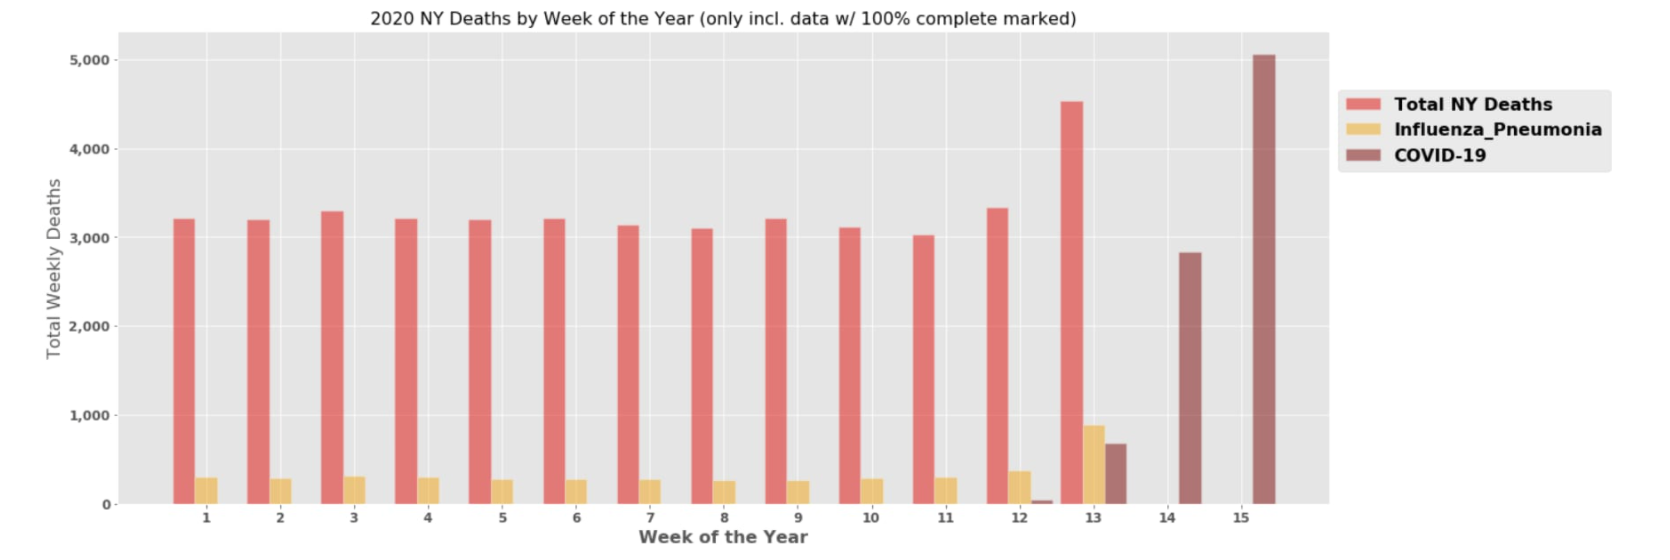 2020 NY Deaths by Week of the Year (only incl. data w/ 100% complete marked)
5,000
4,000
3,000
2,000
1,000
0
Total Weekly Deaths
1 2 3 4 5 6 7 8 9 10 11 12 13 14 15
Week of the Year
Total NY Deaths
Influenza_Pneumonia
COVID-19